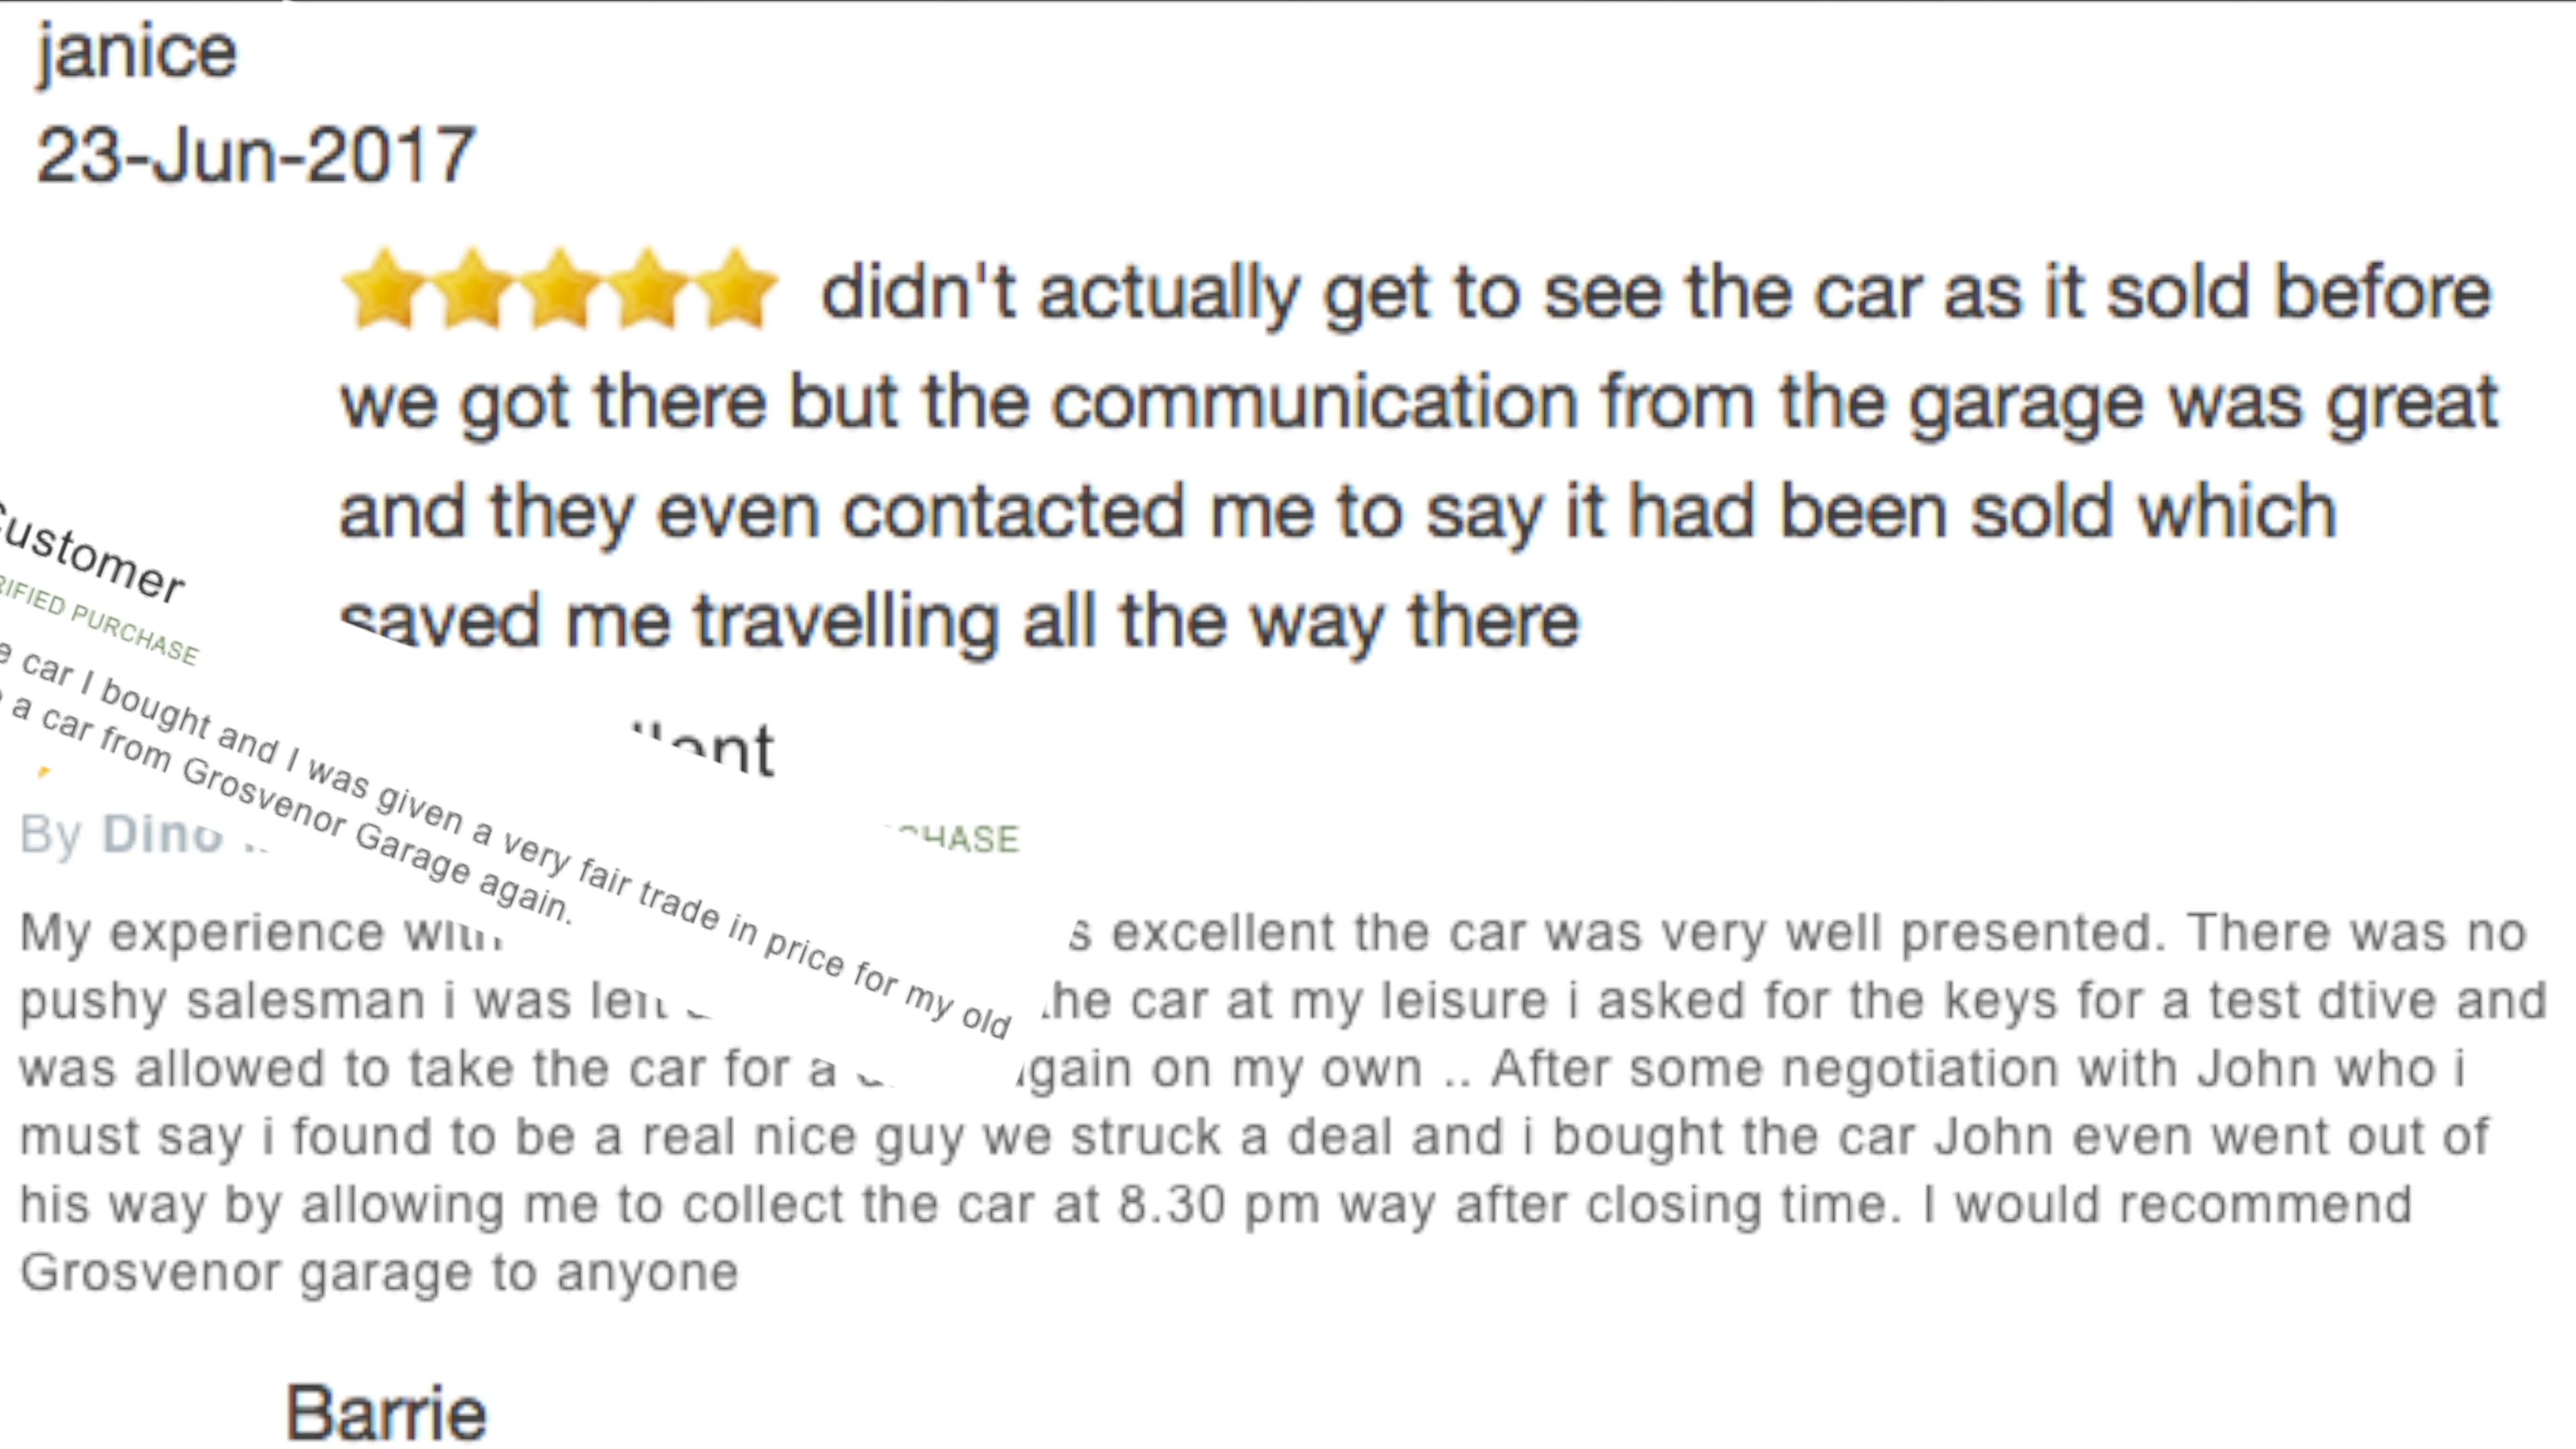 janice
23-Jun-2017
didn't actually get to see the car as it sold before
we got there but the communication from the garage was great
and they even contacted me to say it had been sold which
saved me travelling all the way there
Customer
PURCHASE
car I bought and I was given a very fair trade in price for my old
a car from Grosvenor Garage again.
By Dino
My experience with excellent the car was very well presented. There was no
pushy salesman i was left the car at my leisure i asked for the keys for a test dtive and
was allowed to take the car for a again on my own .. After some negotiation with John who i
must say i found to be a real nice guy we struck a deal and i bought the car John even went out of
his way by allowing me to collect the car at 8.30 pm way after closing time. I would recommend
Grosvenor garage to anyone
Barrie